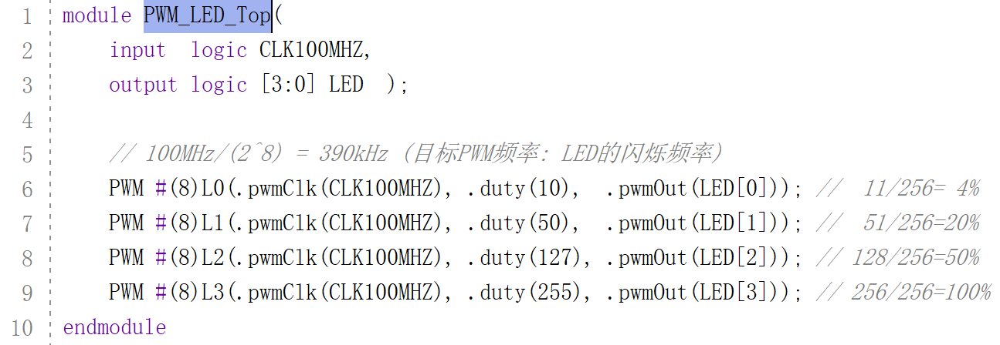 1 module PWM_LED_Top(
2 input logic CLK100MHZ,
3 output logic [3:0] LED );
4
5 // 100MHz/(2^8) = 390kHz (目标PWM频率: LED的闪烁频率)
6 PWM #(8)L0(.pwmClk(CLK100MHZ), .duty(10), .pwmOut(LED[0])); // 11/256= 4%
7 PWM #(8)L1(.pwmClk(CLK100MHZ), .duty(50), .pwmOut(LED[1])); // 51/256=20%
8 PWM #(8)L2(.pwmClk(CLK100MHZ), .duty(127), .pwmOut(LED[2])); // 128/256=50%
9 PWM #(8)L3(.pwmClk(CLK100MHZ), .duty(255), .pwmOut(LED[3])); // 256/256=100%
10 endmodule